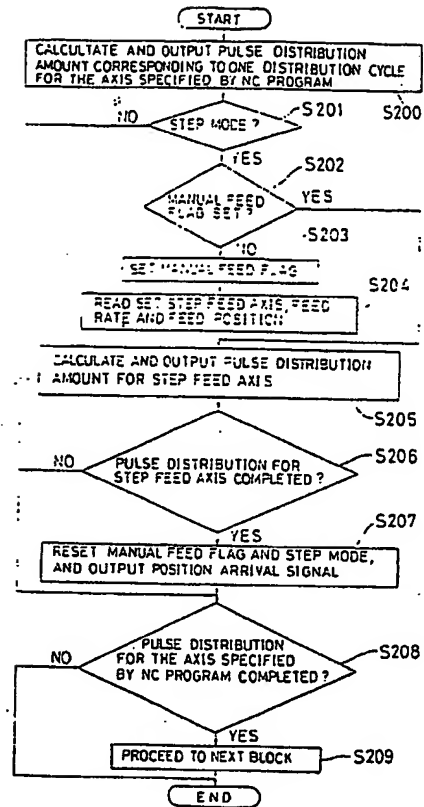 START
CALCULTATE AND OUTPUT PULSE DISTRIBUTION
AMOUNT CORRESPONDING TO ONE DISTRIBUTION CYCLE
FOR THE AXIS SPECIFIED BY NC PROGRAM
S200
S201
NO
STEP MODE ?
YES
S202
MANUAL FEED
FLAG SET ?
YES
S203
NO
SET MANUAL FEED FLAG
S204
READ SET STEP FEED AXIS, FEED
RATE AND FEED POSITION
CALCULATE AND OUTPUT PULSE DISTRIBUTION
AMOUNT FOR STEP FEED AXIS
S205
S206
NO
PULSE DISTRIBUTION FOR
STEP FEED AXIS COMPLETED ?
YES
S207
RESET MANUAL FEED FLAG AND STEP MODE,
AND OUTPUT POSITION ARRIVAL SIGNAL
S208
NO
PULSE DISTRIBUTION
FOR THE AXIS SPECIFIED
BY NC PROGRAM COMPLETED ?
YES
PROCEED TO NEXT BLOCK
S209
END